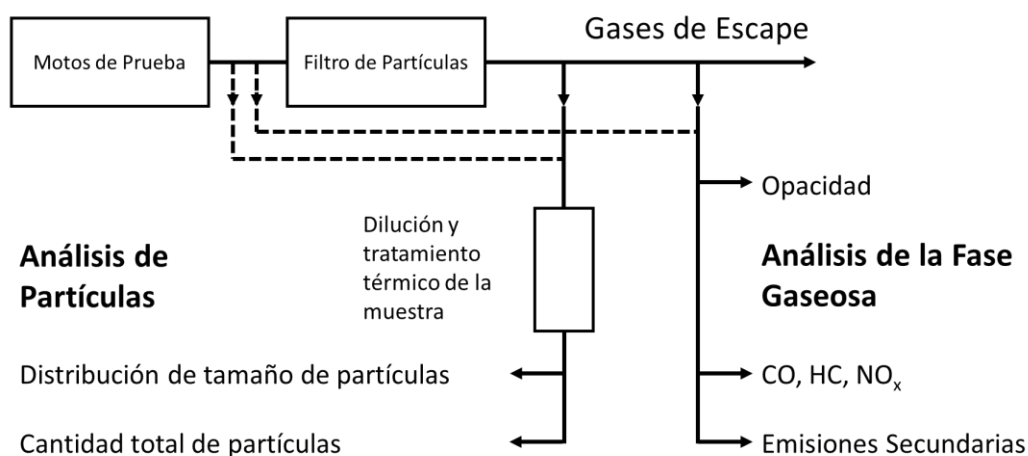 Gases de Escape
Motos de Prueba
Filtro de Partículas
Opacidad
Dilución y
tratamiento
térmico de la
muestra
Análisis de
Partículas
Análisis de la Fase
Gaseosa
Distribución de tamaño de partículas
CO, HC, NOx
Cantidad total de partículas
Emisiones Secundarias